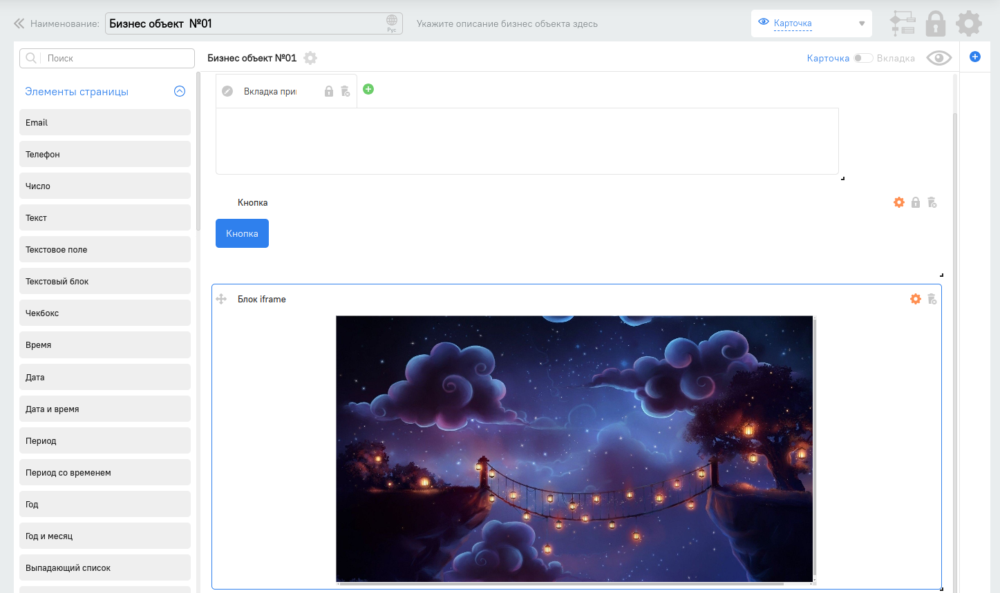 Наименование:
Бизнес объект №01
Рус
Укажите описание бизнес объекта здесь
Карточка
Поиск
Бизнес объект №01
Карточка
Вкладка
Элементы страницы
Email
Телефон
Число
Текст
Текстовое поле
Текстовый блок
Чекбокс
Время
Дата
Дата и время
Период
Период со временем
Год
Год и месяц
Выпадающий список
Вкладка при
Кнопка
Кнопка
Блок iframe